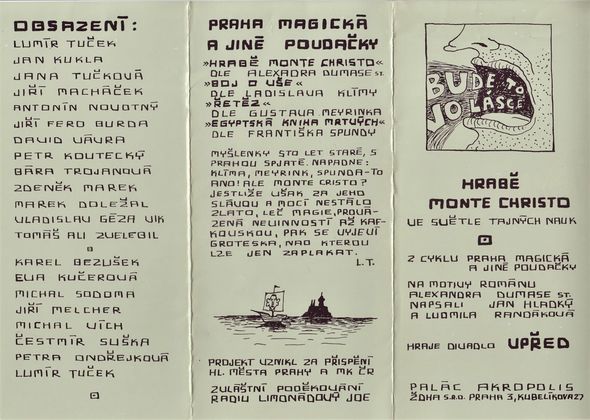 OBSAZENÍ:
LUMÍR TUČEK
JAN KUKLA
JANA TUČKOVÁ
JIŘÍ MACHÁČEK
ANTONÍN NOVOTNÝ
JIŘÍ FERO BURDA
DAVID VÁVRA
PETR KOUTECKÝ
BÁRA TROJANOVÁ
ZDENĚK MAREK
MAREK DOLEŽAL
VLADISLAV GÉZA VIK
TOMÁŠ ALI ZVELEBIL
KAREL BEZUŠEK
EVA KUČEROVÁ
MICHAL SODOMA
JIŘÍ MELCHER
MICHAL VÍCH
ČESTMÍR SUŠKA
PETRA ONDŘEJKOVÁ
LUMÍR TUČEK
PRAHA MAGICKÁ
A JINÉ POUDAČKY
»HRABĚ MONTE CHRISTO«
DLE ALEXADRA DUMASE ST.
»BOJ O VŠE«
DLE LADISLAVA KLÍMY
»ŘETĚZ«
DLE GUSTAVA MEYRINKA
»EGYPTSKÁ KNIHA MRTVÝCH«
DLE FRANTIŠKA SPUNDY
MYŠLENKY STO LET STARÉ, S
PRAHOU SPJATÉ. NAPADNE:
KLÍMA, MEYRINK, SPUNDA-TO
ANO! ALE MONTE CRISTO?
JESTLIŽE VŠAK ZA JEHO
SLÁVOU A MOCÍ NESTÁLO
ZLATO, LEČ MAGIE, PROVÁ-
ZENÁ NEVINNOSTÍ AŽ KAF-
KOVSKOU, PAK SE VYJEVÍ
GROTESKA, NAD KTEROU
LZE JEN ZAPLAKAT.
L.T.
PROJEKT VZNIKL ZA PŘISPĚNÍ
HL. MĚSTA PRAHY A MK ČR
ZVLÁŠTNÍ PODĚKOVÁNÍ
RADIU LIMONÁDOVÝ JOE
BUDE TO
VO LÁSCE
HRABĚ
MONTE CHRISTO
VE SVĚTLE TAJNÝCH NAUK
Z CYKLU PRAHA MAGICKÁ
A JINÉ POUDAČKY
NA MOTIVY ROMÁNU
ALEXANDRA DUMASE ST.
NAPSALI JAN HLADKÝ
A LUDMILA RANDÁKOVÁ
HRAJE DIVADLO VPŘED
PALÁC AKROPOLIS
ŽDHA S.R.O. PRAHA 3, KUBELÍKOVA 27